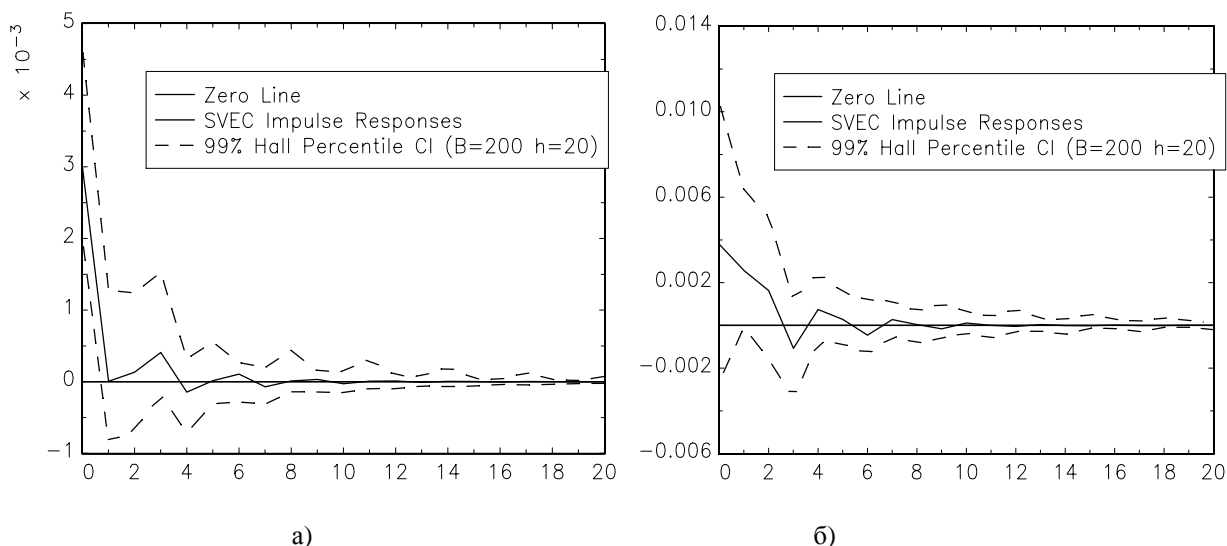 × 10⁻³
5
4
3
2
1
0
−1
Zero Line
SVEC Impulse Responses
99% Hall Percentile CI (B=200 h=20)
0 2 4 6 8 10 12 14 16 18 20
а)
0.014
0.010
0.006
0.002
−0.002
−0.006
Zero Line
SVEC Impulse Responses
99% Hall Percentile CI (B=200 h=20)
0 2 4 6 8 10 12 14 16 18 20
б)